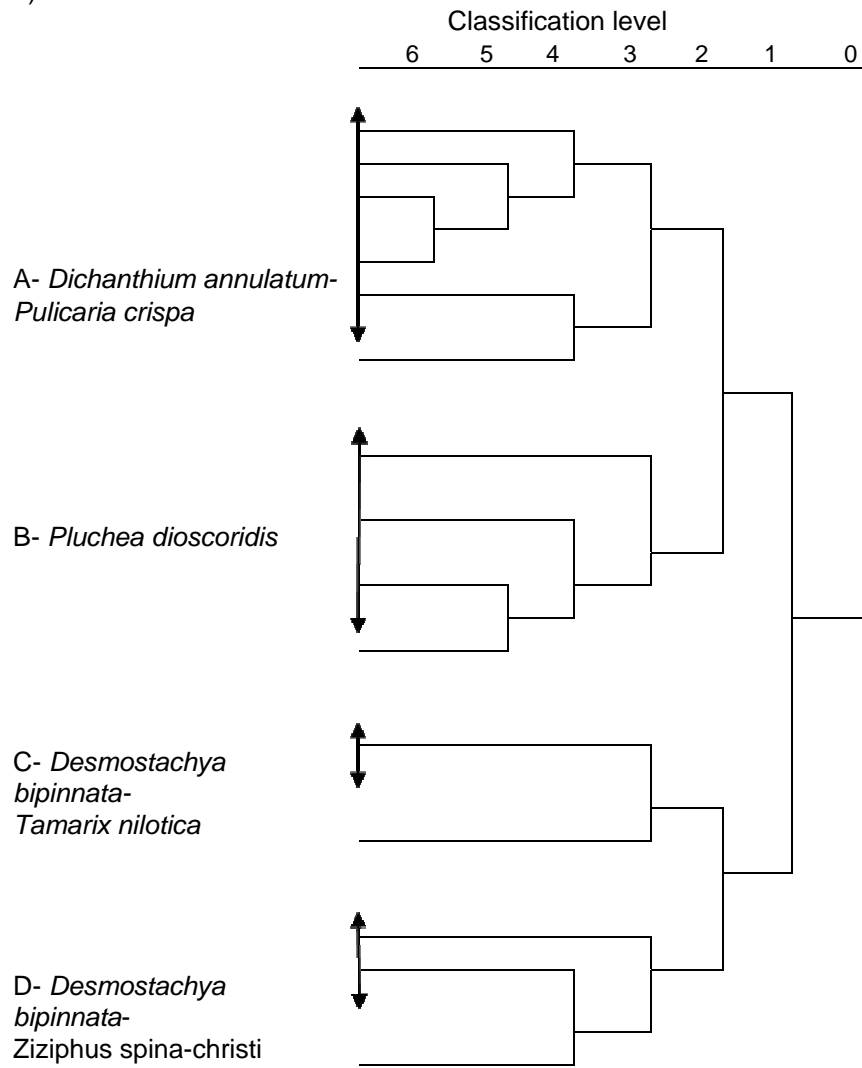 )
Classification level
6 5 4 3 2 1 0
A- Dichanthium annulatum-
Pulicaria crispa
B- Pluchea dioscoridis
C- Desmostachya
bipinnata-
Tamarix nilotica
D- Desmostachya
bipinnata-
Ziziphus spina-christi